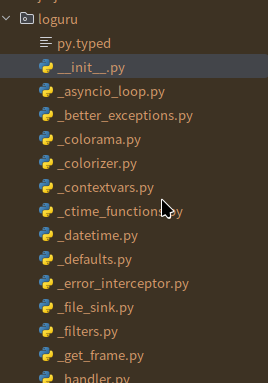 loguru
py.typed
__init__.py
_asyncio_loop.py
_better_exceptions.py
_colorama.py
_colorizer.py
_contextvars.py
_ctime_functions.py
_datetime.py
_defaults.py
_error_interceptor.py
_file_sink.py
_filters.py
_get_frame.py
_handler.py